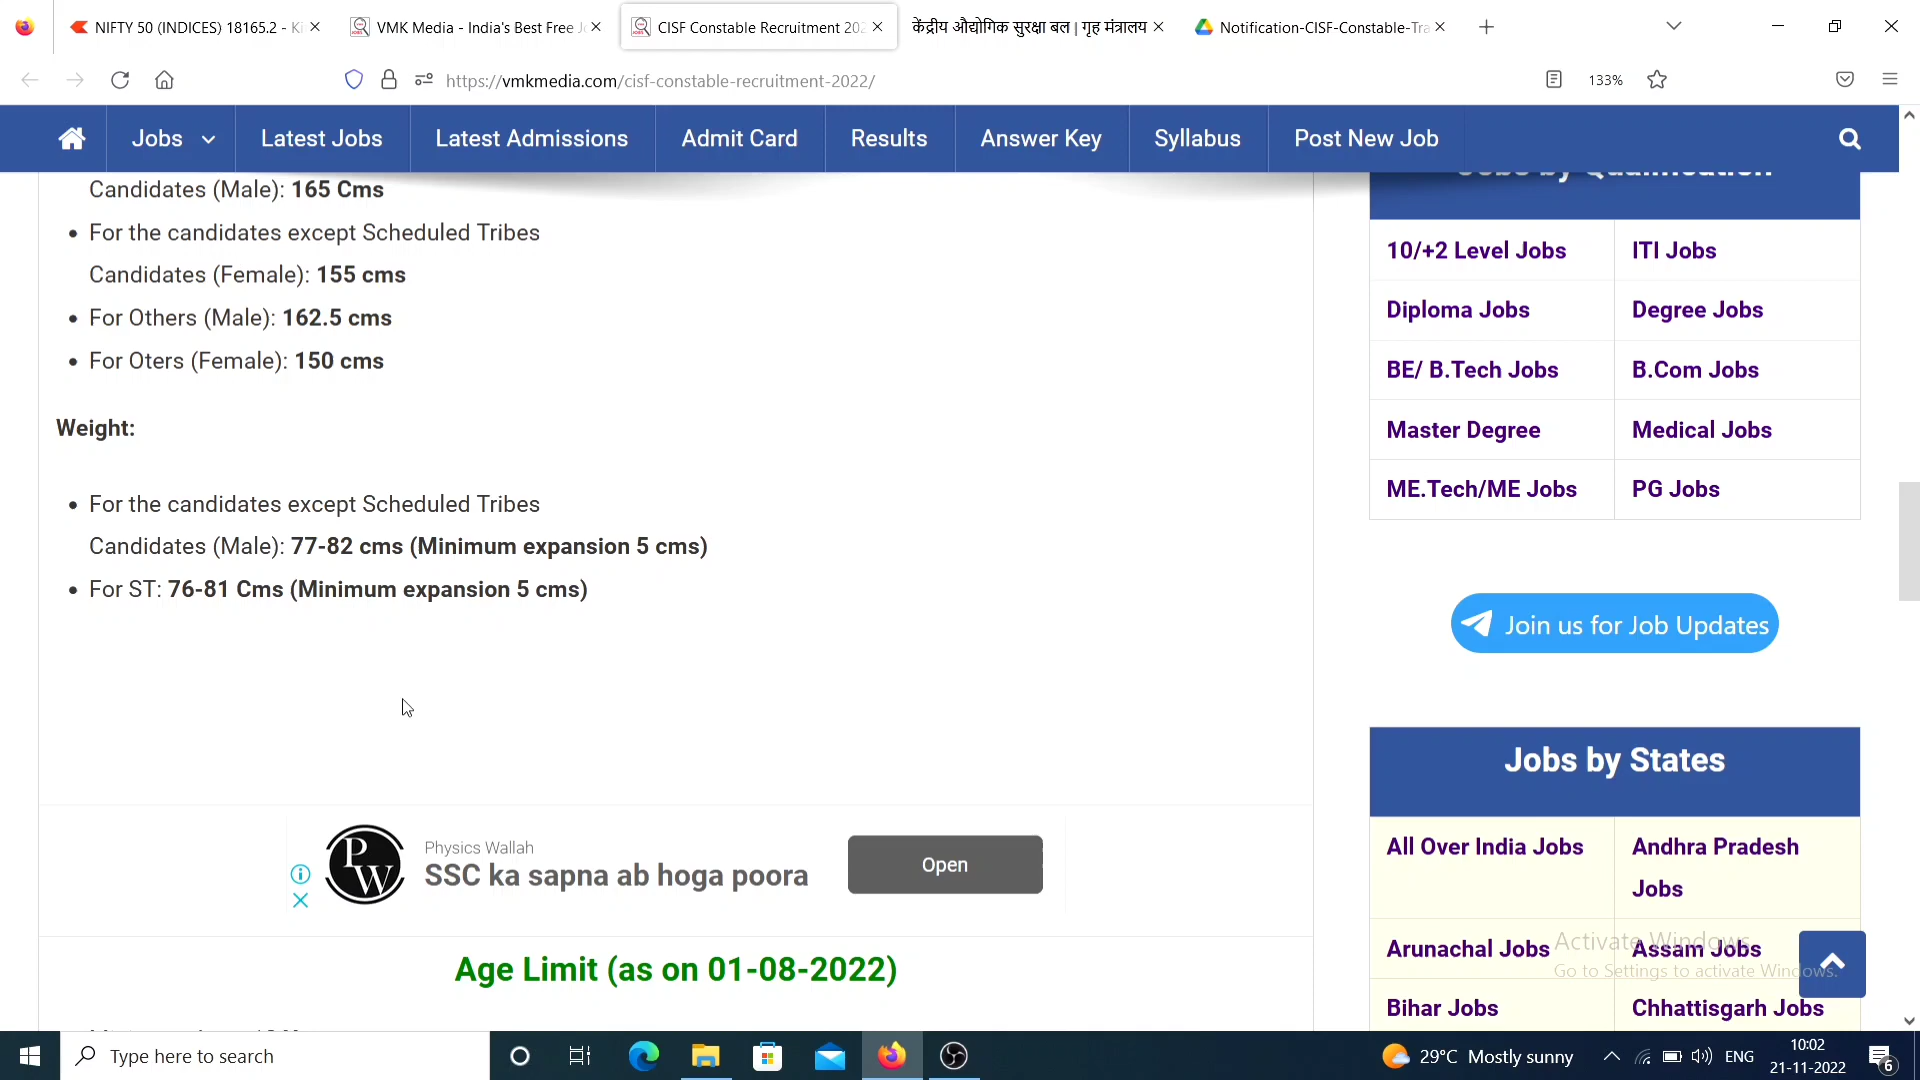 NIFTY 50 (INDICES) 18165.2 - Ki
VMK Media - India's Best Free Jo
CISF Constable Recruitment 202
केंद्रीय औद्योगिक सुरक्षा बल | गृह मंत्रालय
Notification-CISF-Constable-Tra
https://vmkmedia.com/cisf-constable-recruitment-2022/
133%
Jobs
Latest Jobs
Latest Admissions
Admit Card
Results
Answer Key
Syllabus
Post New Job
Candidates (Male): 165 Cms
• For the candidates except Scheduled Tribes
Candidates (Female): 155 cms
• For Others (Male): 162.5 cms
• For Oters (Female): 150 cms
Weight:
• For the candidates except Scheduled Tribes
Candidates (Male): 77-82 cms (Minimum expansion 5 cms)
• For ST: 76-81 Cms (Minimum expansion 5 cms)
PW
Physics Wallah
SSC ka sapna ab hoga poora
Open
Age Limit (as on 01-08-2022)
Jobs by Qualification
10/+2 Level Jobs
ITI Jobs
Diploma Jobs
Degree Jobs
BE/ B.Tech Jobs
B.Com Jobs
Master Degree
Medical Jobs
ME.Tech/ME Jobs
PG Jobs
Join us for Job Updates
Jobs by States
All Over India Jobs
Andhra Pradesh
Jobs
Arunachal Jobs
Assam Jobs
Bihar Jobs
Chhattisgarh Jobs
Activate Windows
Go to Settings to activate Windows.
Type here to search
29°C Mostly sunny
ENG
10:02
21-11-2022
6